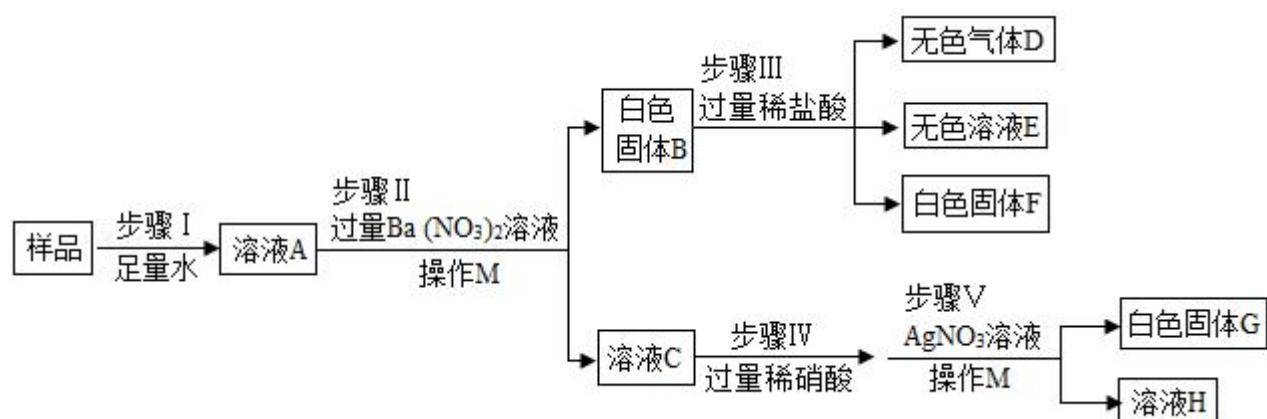 样品
步骤Ⅰ
足量水
溶液A
步骤Ⅱ
过量Ba (NO₃)₂溶液
操作M
白色
固体B
步骤Ⅲ
过量稀盐酸
无色气体D
无色溶液E
白色固体F
溶液C
步骤Ⅳ
过量稀硝酸
步骤Ⅴ
AgNO₃溶液
操作M
白色固体G
溶液H